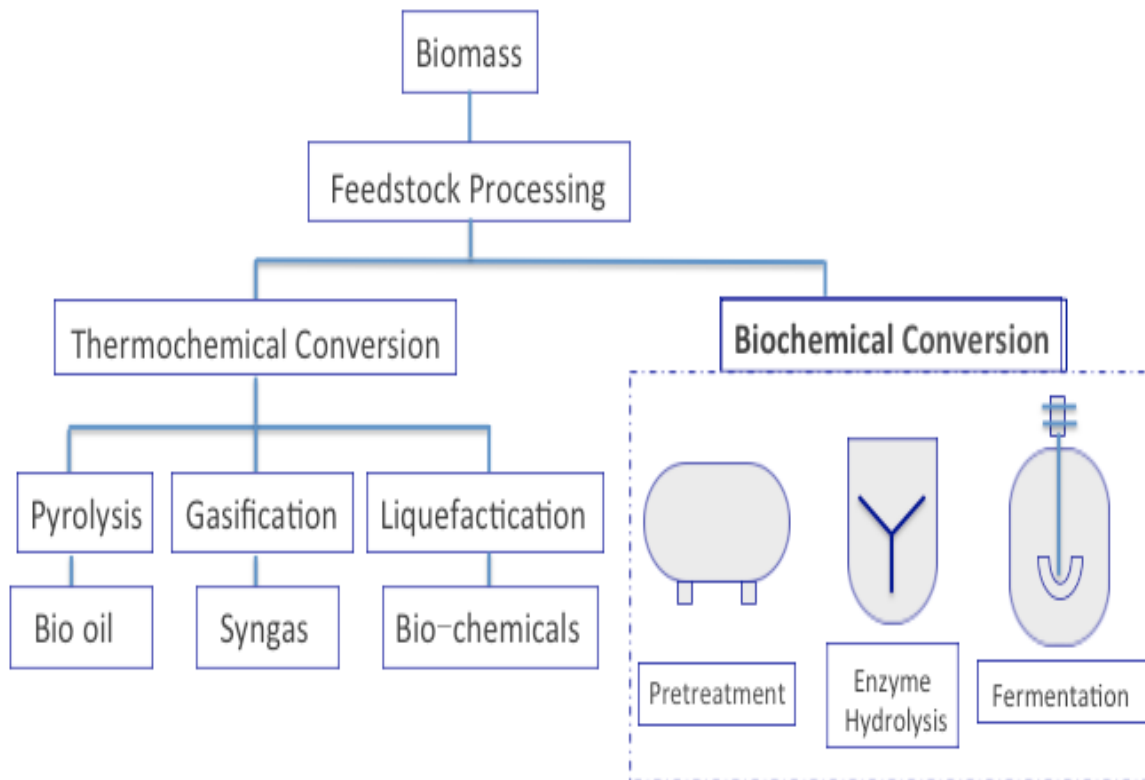 Biomass
Feedstock Processing
Thermochemical Conversion
Biochemical Conversion
Pyrolysis
Gasification
Liquefactication
Bio oil
Syngas
Bio-chemicals
Pretreatment
Enzyme
Hydrolysis
Fermentation